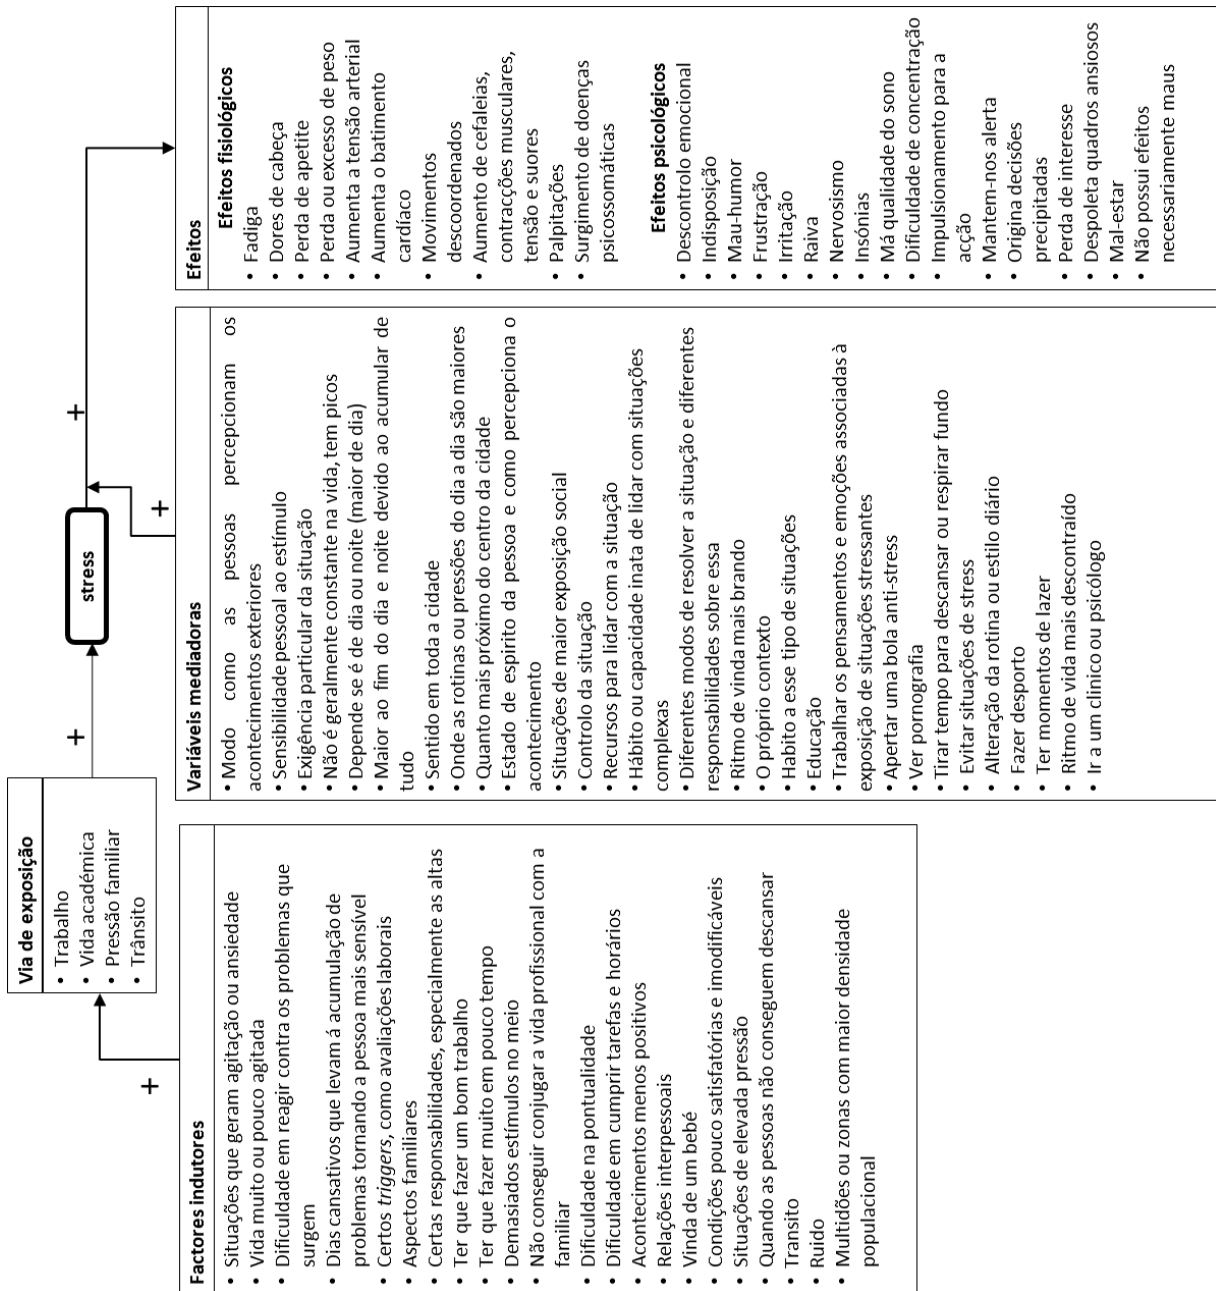 Via de exposição
• Trabalho
• Vida académica
• Pressão familiar
• Trânsito
+
+
stress
+
+
Factores indutores
• Situações que geram agitação ou ansiedade
• Vida muito ou pouco agitada
• Dificuldade em reagir contra os problemas que
surgem
• Dias cansativos que levam á acumulação de
problemas tornando a pessoa mais sensível
• Certos triggers, como avaliações laborais
• Aspectos familiares
• Certas responsabilidades, especialmente as altas
• Ter que fazer um bom trabalho
• Ter que fazer muito em pouco tempo
• Demasiados estímulos no meio
• Não conseguir conjugar a vida profissional com a
familiar
• Dificuldade na pontualidade
• Dificuldade em cumprir tarefas e horários
• Acontecimentos menos positivos
• Relações interpessoais
• Vinda de um bebé
• Condições pouco satisfatórias e imodificáveis
• Situações de elevada pressão
• Quando as pessoas não conseguem descansar
• Transito
• Ruido
• Multidões ou zonas com maior densidade
populacional
Variáveis mediadoras
• Modo como as pessoas percepcionam os
acontecimentos exteriores
• Sensibilidade pessoal ao estímulo
• Exigência particular da situação
• Não é geralmente constante na vida, tem picos
• Depende se é de dia ou noite (maior de dia)
• Maior ao fim do dia e noite devido ao acumular de
tudo
• Sentido em toda a cidade
• Onde as rotinas ou pressões do dia a dia são maiores
• Quanto mais próximo do centro da cidade
• Estado de espirito da pessoa e como percepciona o
acontecimento
• Situações de maior exposição social
• Controlo da situação
• Recursos para lidar com a situação
• Hábito ou capacidade inata de lidar com situações
complexas
• Diferentes modos de resolver a situação e diferentes
responsabilidades sobre essa
• Ritmo de vinda mais brando
• O próprio contexto
• Habito a esse tipo de situações
• Educação
• Trabalhar os pensamentos e emoções associadas à
exposição de situações stressantes
• Apertar uma bola anti-stress
• Ver pornografia
• Tirar tempo para descansar ou respirar fundo
• Evitar situações de stress
• Alteração da rotina ou estilo diário
• Fazer desporto
• Ter momentos de lazer
• Ritmo de vida mais descontraído
• Ir a um clinico ou psicólogo
Efeitos
Efeitos fisiológicos
• Fadiga
• Dores de cabeça
• Perda de apetite
• Perda ou excesso de peso
• Aumenta a tensão arterial
• Aumenta o batimento
cardíaco
• Movimentos
descoordenados
• Aumento de cefaleias,
contracções musculares,
tensão e suores
• Palpitações
• Surgimento de doenças
psicossomáticas
Efeitos psicológicos
• Descontrolo emocional
• Indisposição
• Mau-humor
• Frustração
• Irritação
• Raiva
• Nervosismo
• Insónias
• Má qualidade do sono
• Dificuldade de concentração
• Impulsionamento para a
acção
• Mantem-nos alerta
• Origina decisões
precipitadas
• Perda de interesse
• Despoleta quadros ansiosos
• Mal-estar
• Não possui efeitos
necessariamente maus